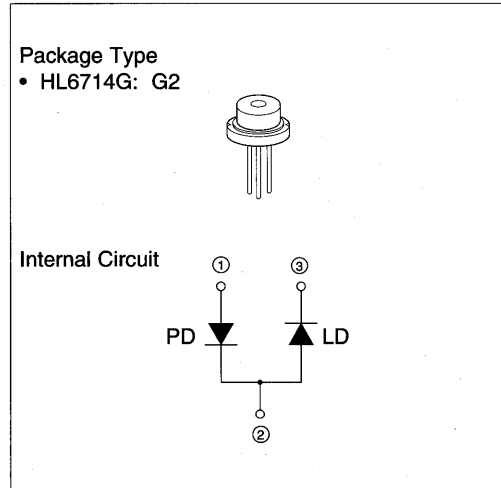 Package Type
• HL6714G: G2
Internal Circuit
① ③
PD LD
②